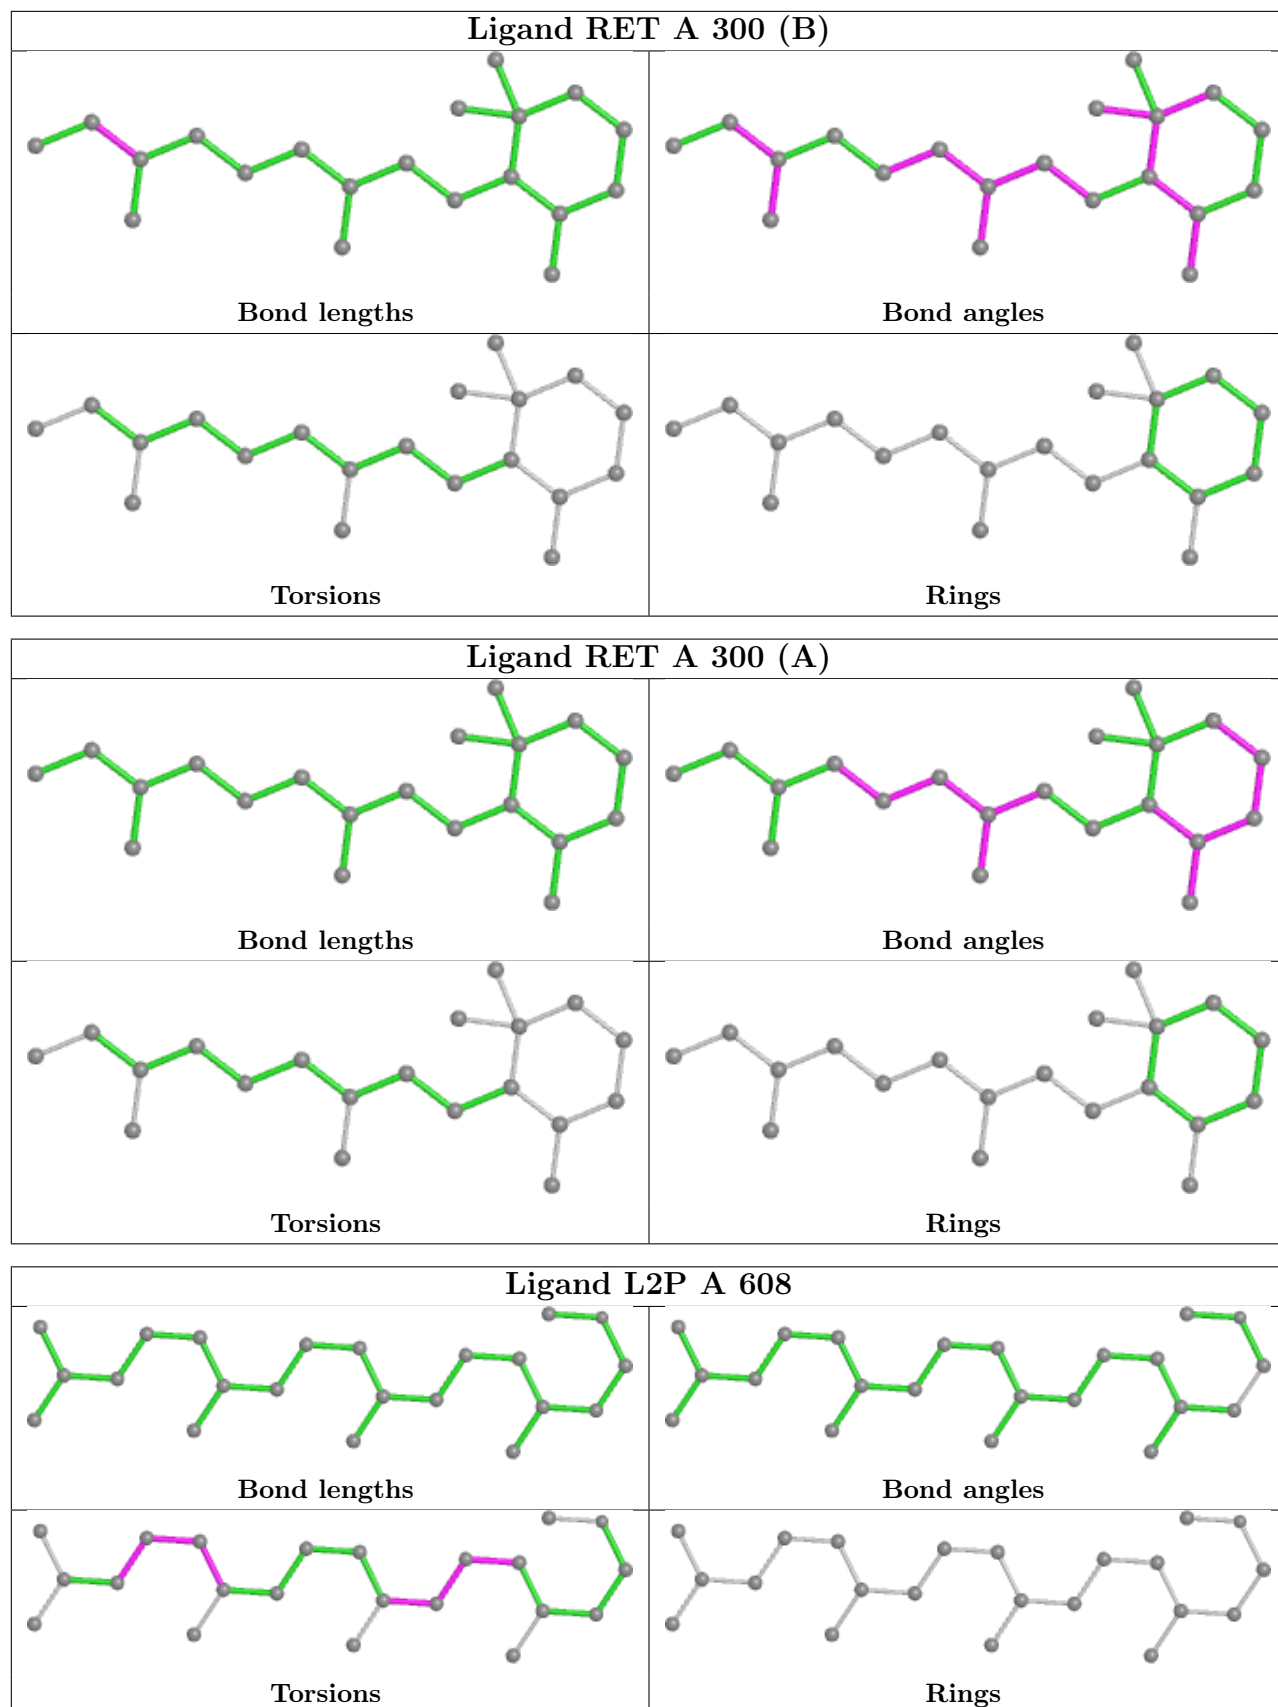 Ligand RET A 300 (B)
Bond lengths
Bond angles
Torsions
Rings
Ligand RET A 300 (A)
Bond lengths
Bond angles
Torsions
Rings
Ligand L2P A 608
Bond lengths
Bond angles
Torsions
Rings